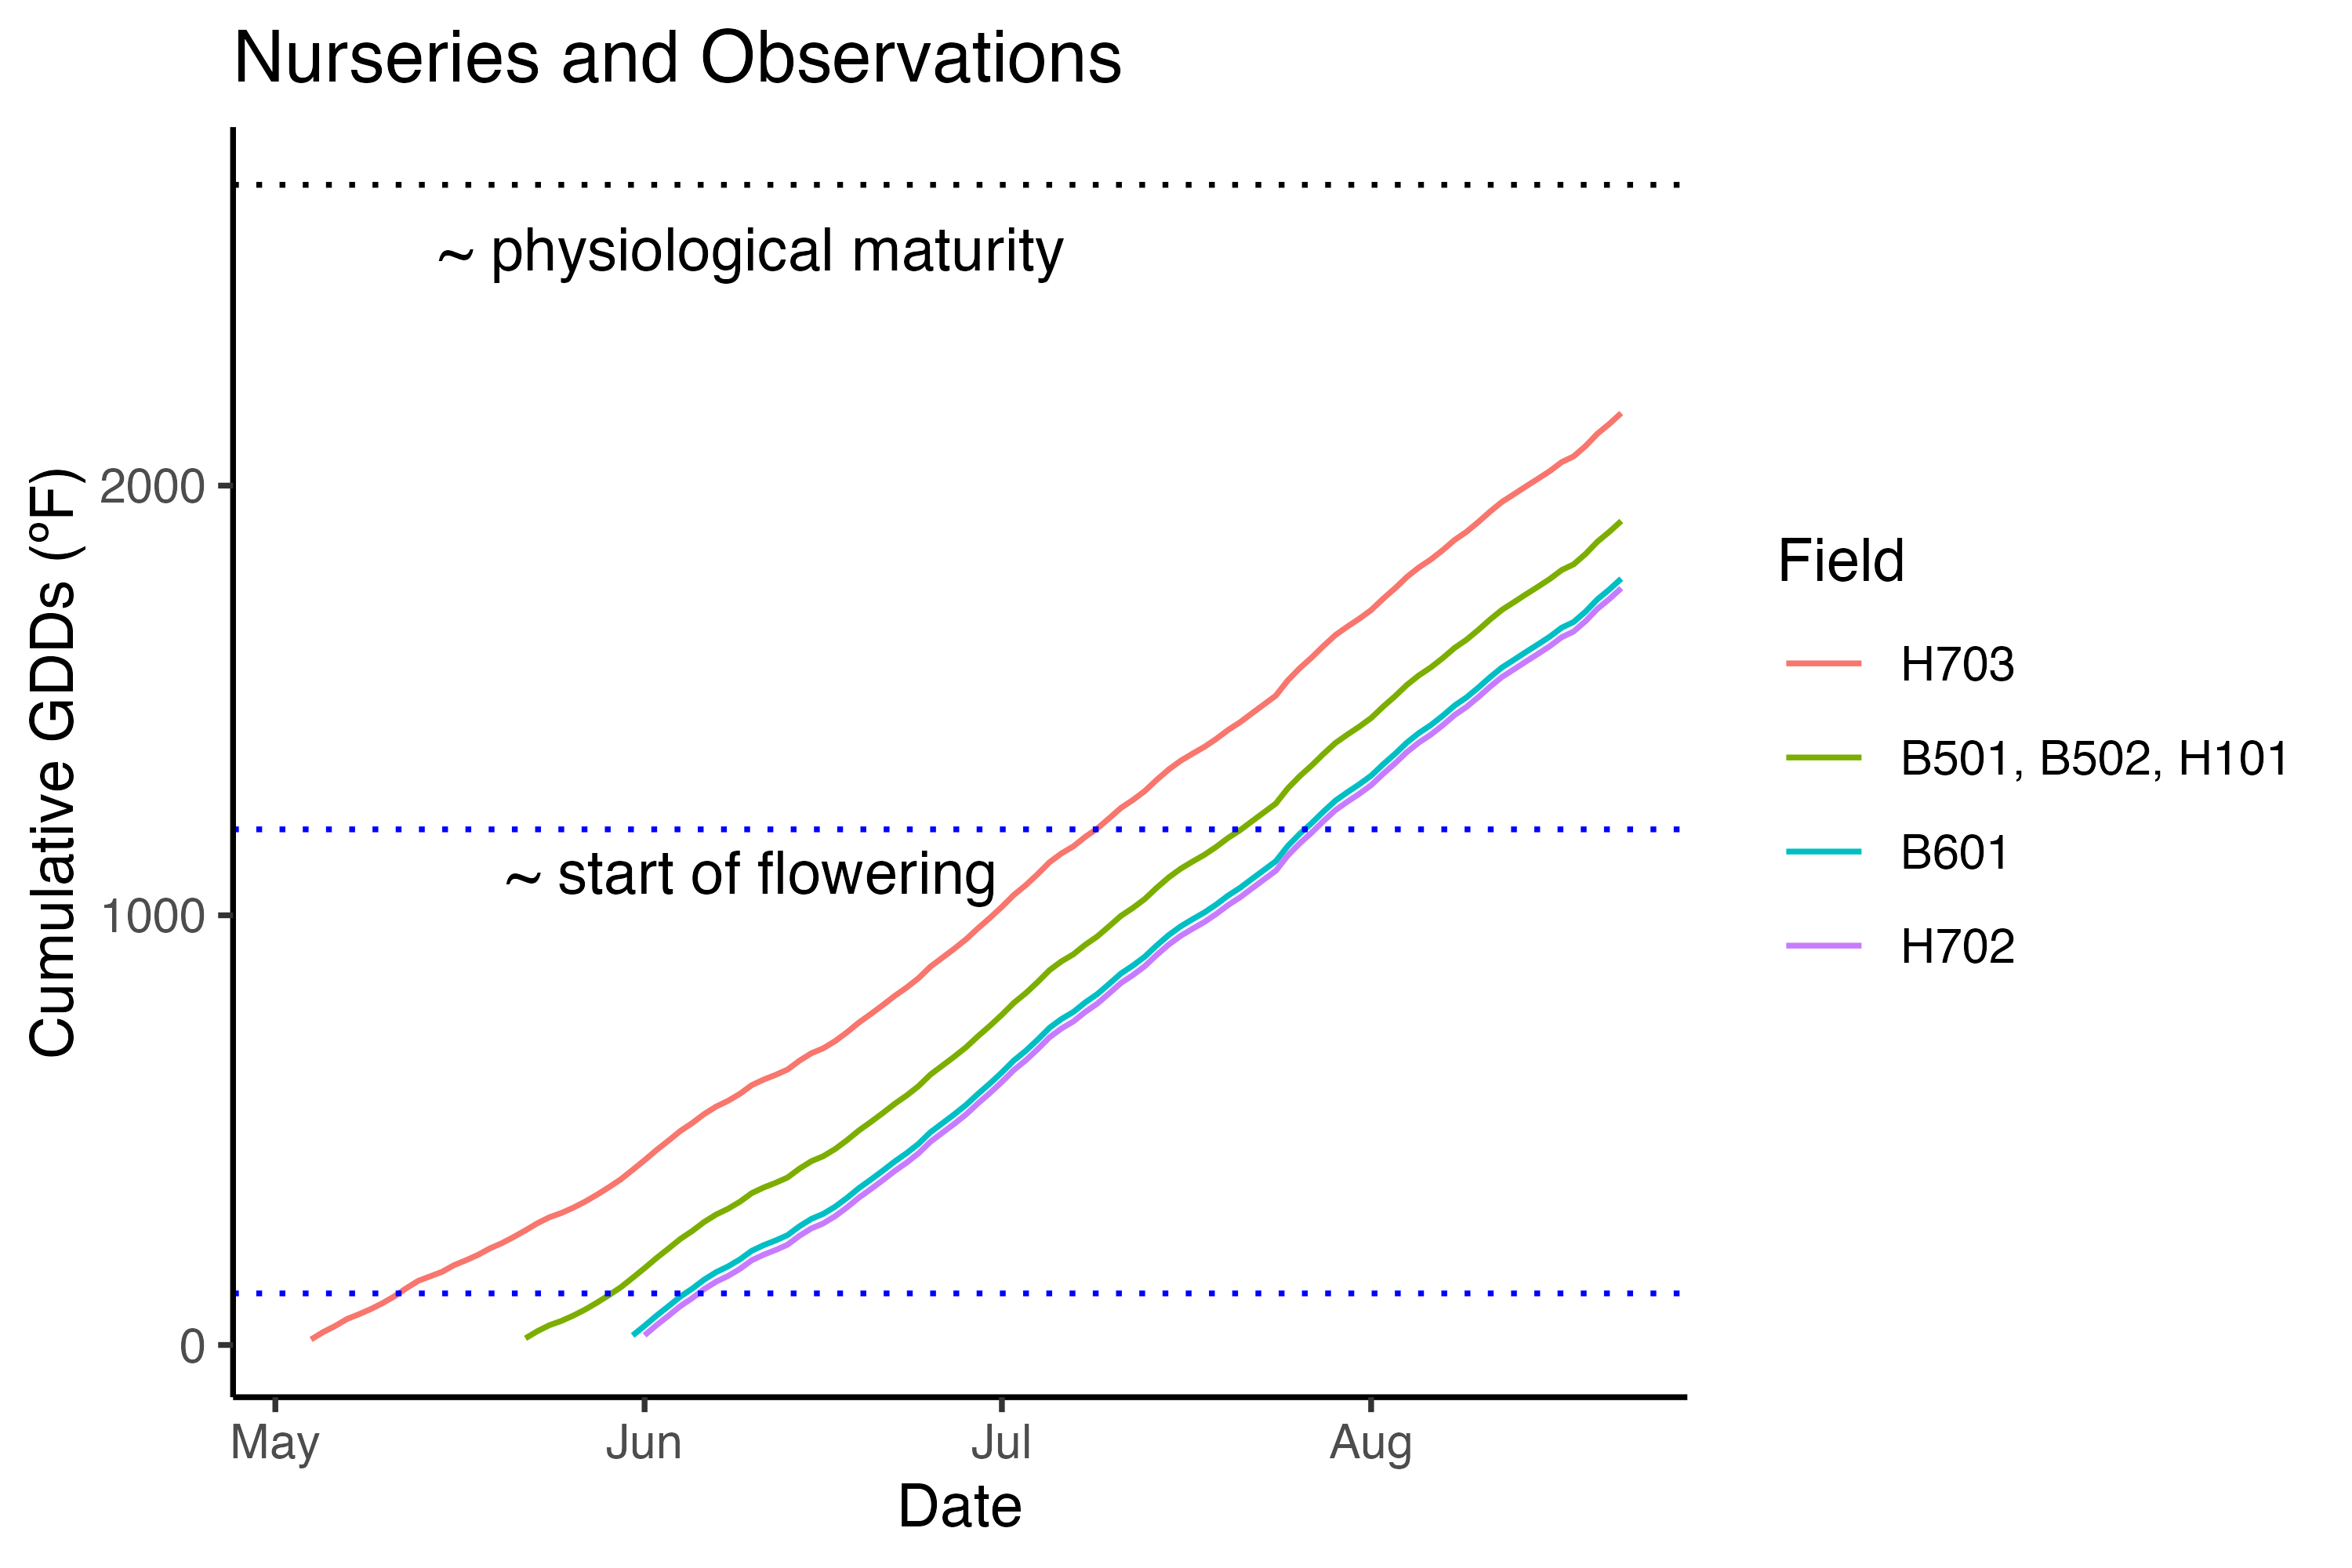 Nurseries and Observations
~ physiological maturity
2000
~ start of flowering
1000
0
Cumulative GDDs (ºF)
May Jun Jul Aug
Date
Field
H703
B501, B502, H101
B601
H702